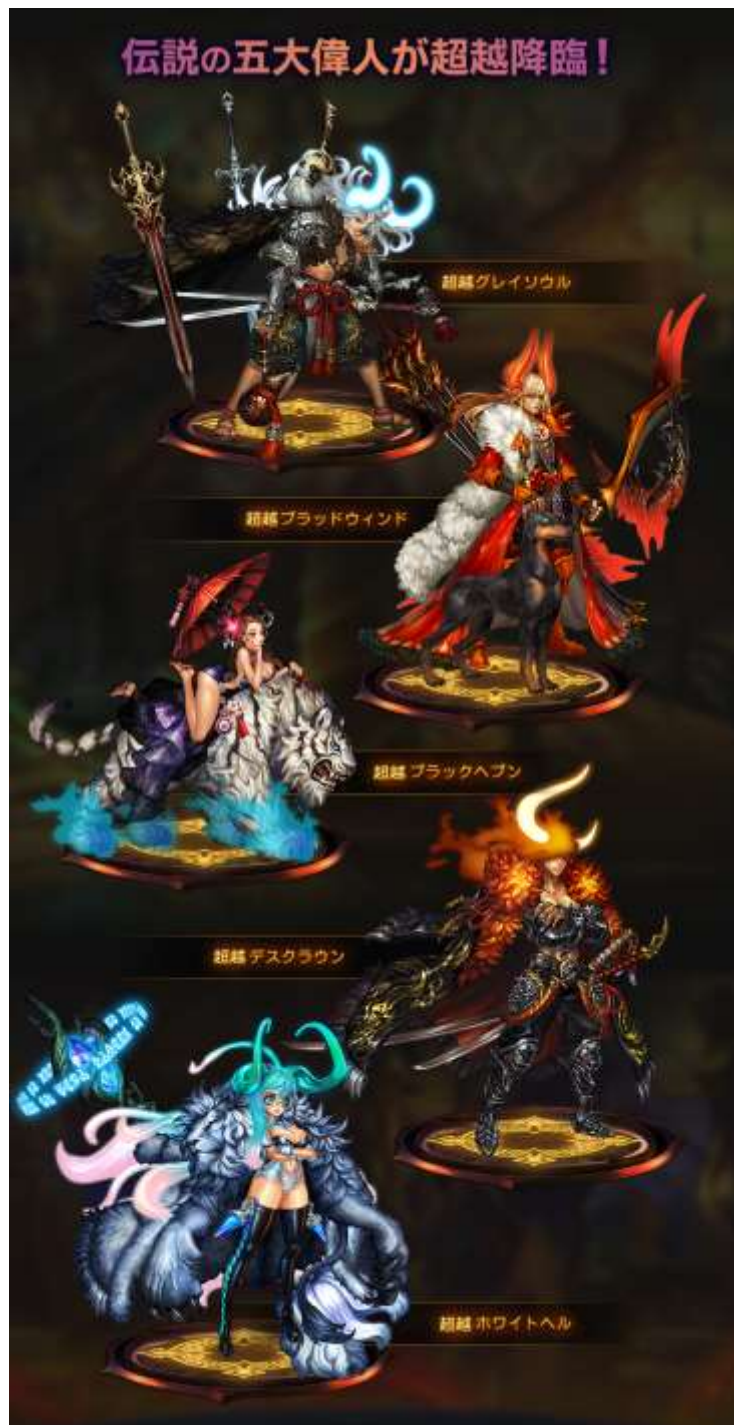 伝説の五大偉人が超越降臨！
超越グレイソウル
超越ブラッドウィンド
超越 ブラックヘブン
超越 デスクラウン
超越 ホワイトヘル